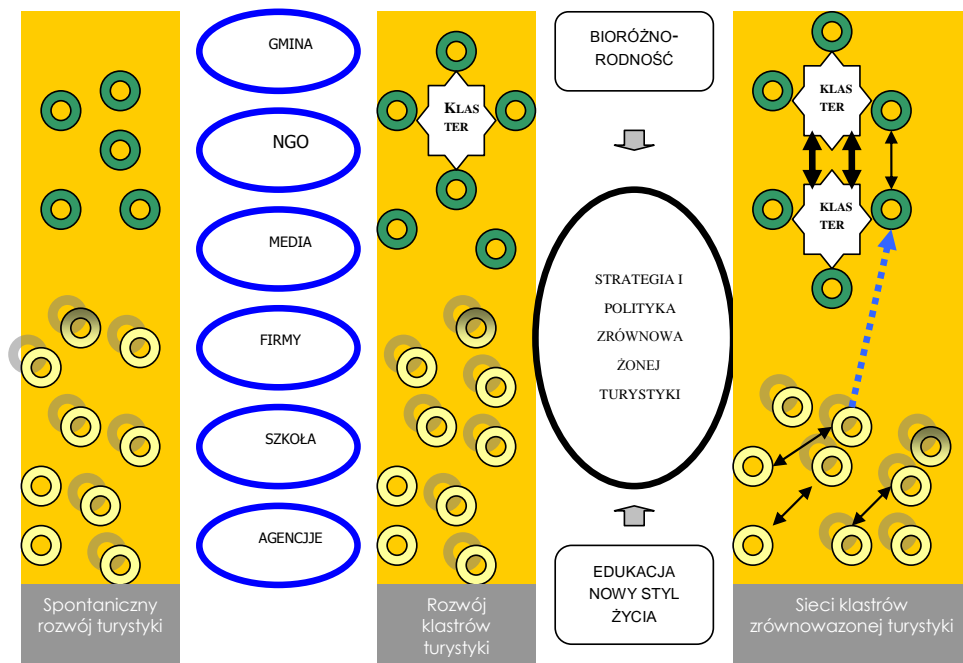 GMINA
NGO
MEDIA
FIRMY
SZKOŁA
AGENCJJE
KLAS
TER
BIORÓŻNO-
RODNOŚĆ
STRATEGIA I
POLITYKA
ZRÓWNOWA
ŻONEJ
TURYSTYKI
EDUKACJA
NOWY STYL
ŻYCIA
KLAS
TER
KLAS
TER
Spontaniczny
rozwój turystyki
Rozwój
klastrów
turystyki
Sieci klastrów
zrównowazonej turystyki